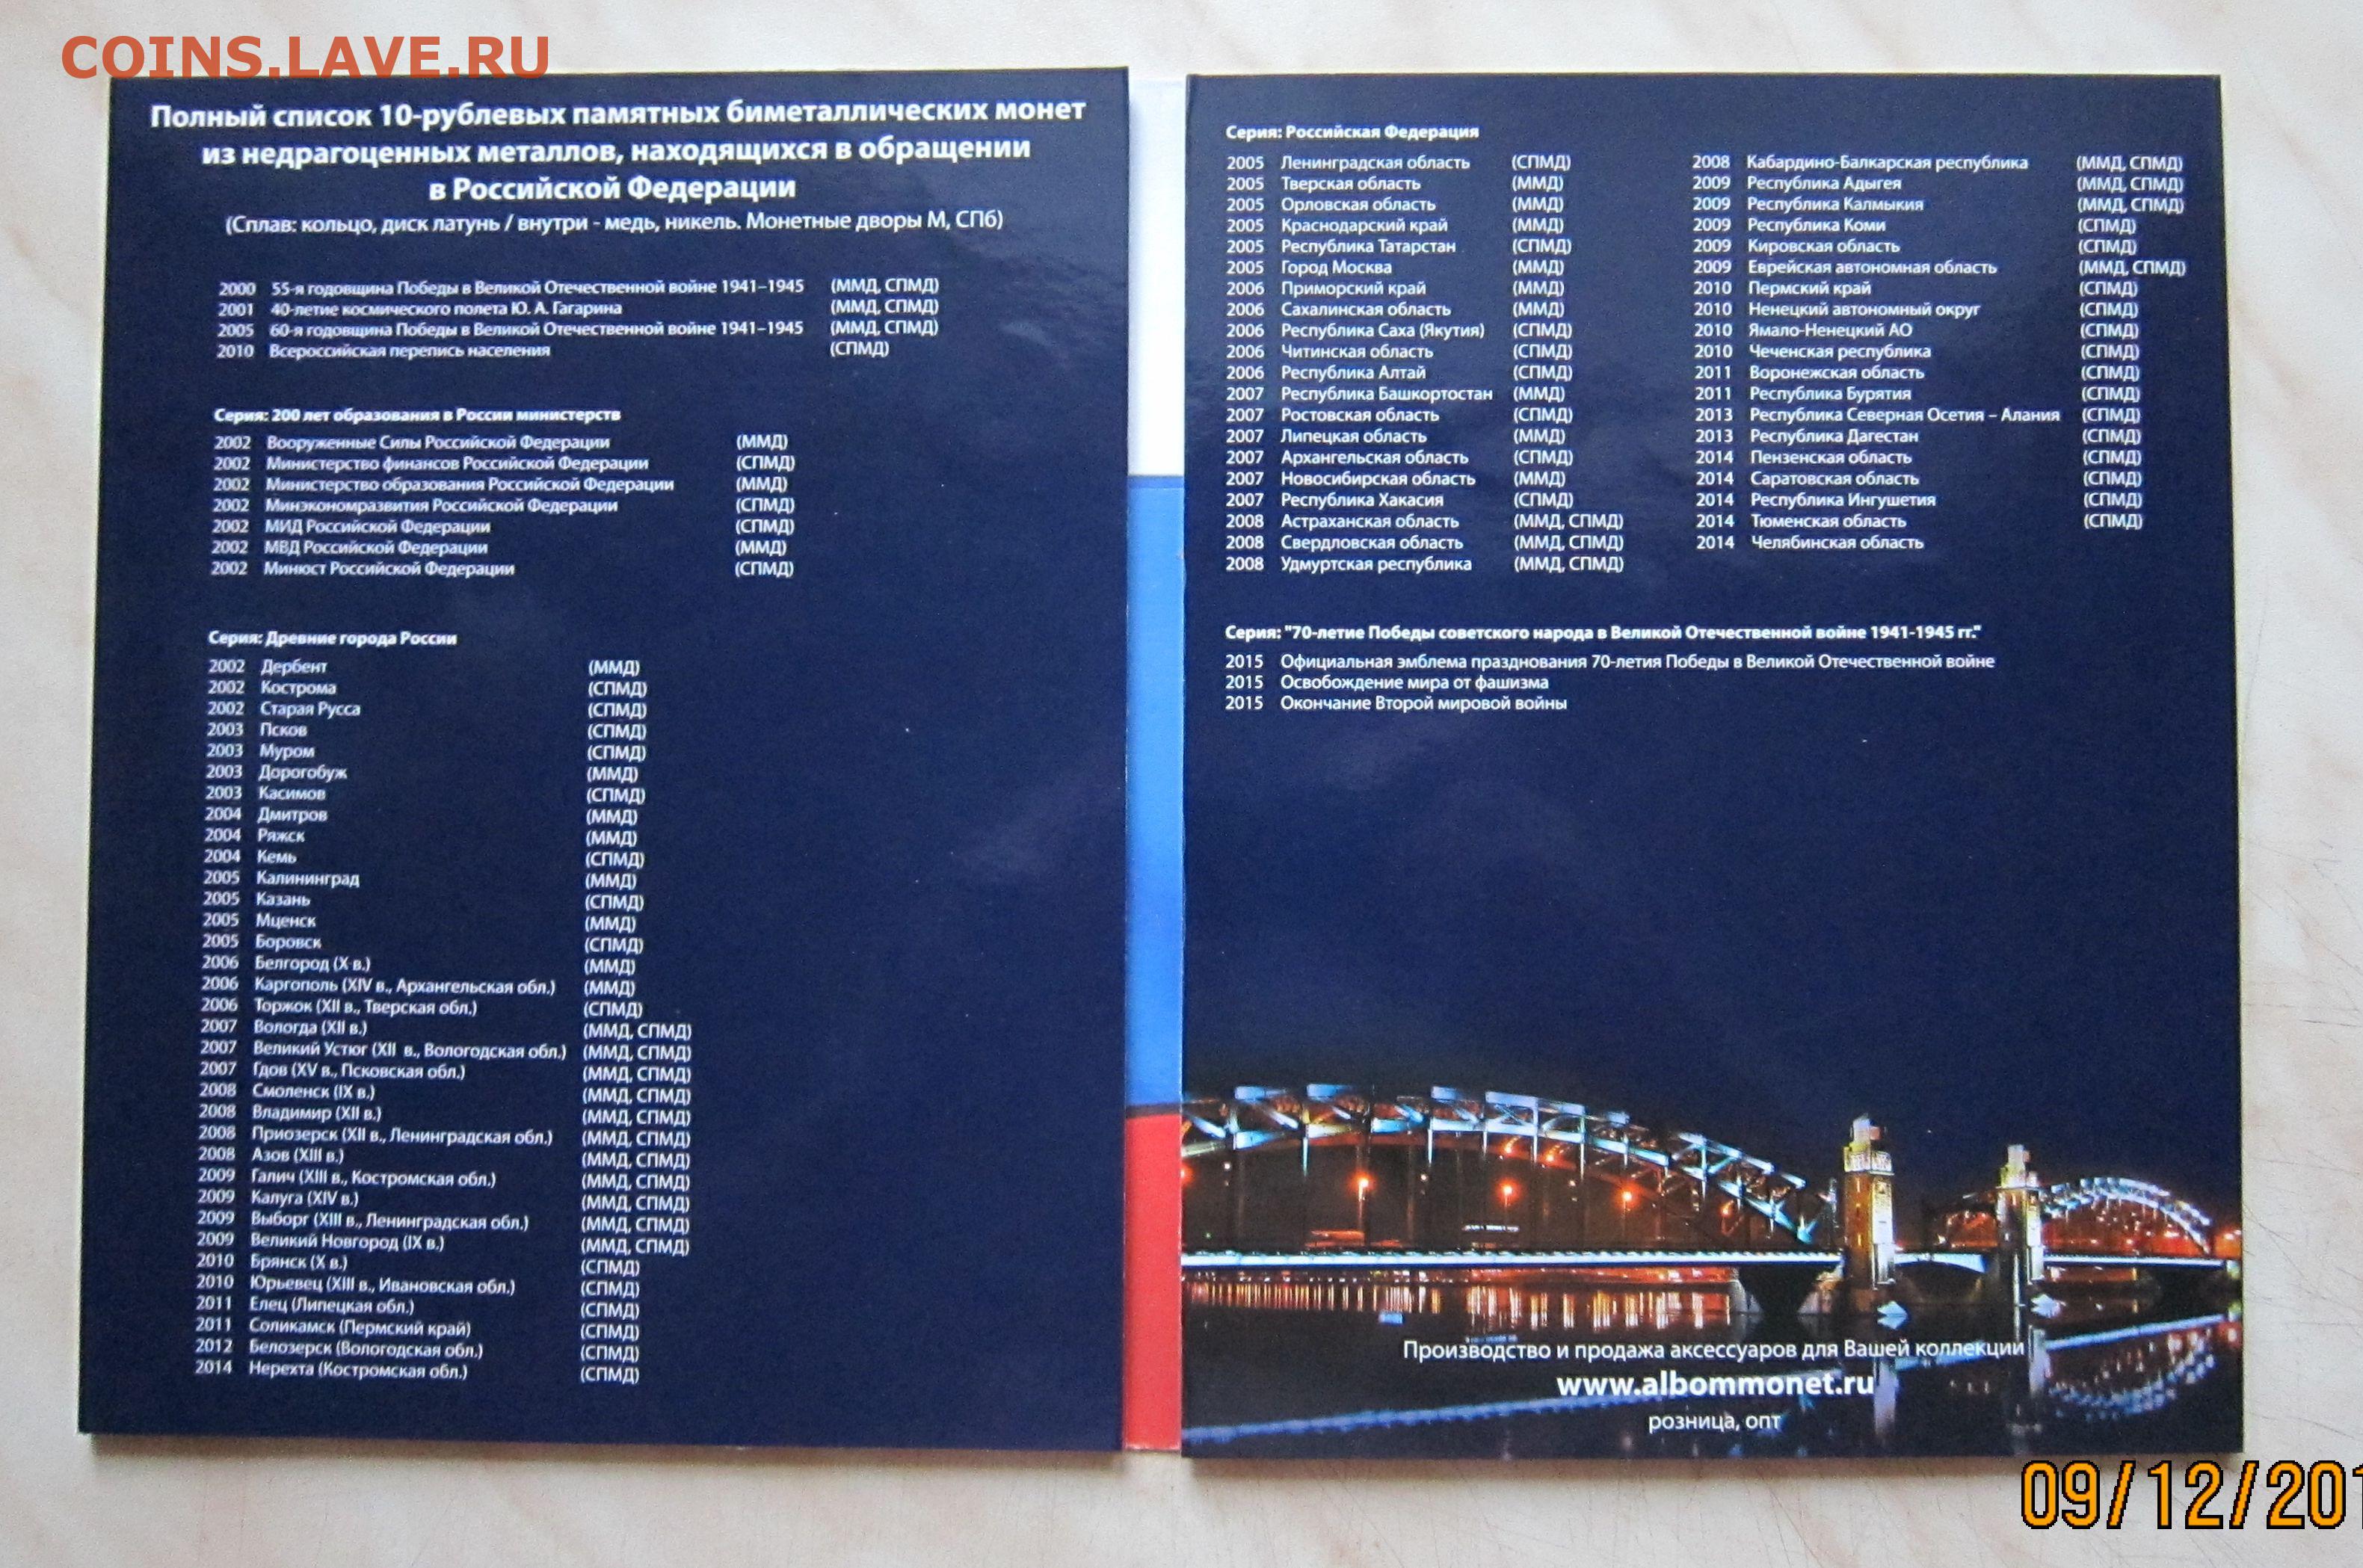 COINS.LAVE.RU
Полный список 10-рублевых памятных биметаллических монет
из недрагоценных металлов, находящихся в обращении
в Российской Федерации
(Сплав: кольцо, диск латунь / внутри - медь, никель. Монетные дворы М, СПб)
2000 55-я годовщина Победы в Великой Отечественной войне 1941–1945 (ММД, СПМД)
2001 40-летие космического полета Ю. А. Гагарина (ММД, СПМД)
2005 60-я годовщина Победы в Великой Отечественной войне 1941–1945 (ММД, СПМД)
2010 Всероссийская перепись населения (СПМД)
Серия: 200 лет образования в России министерств
2002 Вооруженные Силы Российской Федерации (ММД)
2002 Министерство финансов Российской Федерации (СПМД)
2002 Министерство образования Российской Федерации (ММД)
2002 Минэкономразвития Российской Федерации (СПМД)
2002 МИД Российской Федерации (СПМД)
2002 МВД Российской Федерации (ММД)
2002 Минюст Российской Федерации (СПМД)
Серия: Древние города России
2002 Дербент (ММД)
2002 Кострома (СПМД)
2002 Старая Русса (СПМД)
2003 Псков (СПМД)
2003 Муром (СПМД)
2003 Дорогобуж (ММД)
2003 Касимов (СПМД)
2004 Дмитров (ММД)
2004 Ряжск (ММД)
2004 Кемь (СПМД)
2005 Калининград (ММД)
2005 Казань (СПМД)
2005 Мценск (ММД)
2005 Боровск (СПМД)
2006 Белгород (X в.) (ММД)
2006 Каргополь (XIV в., Архангельская обл.) (ММД)
2006 Торжок (XII в., Тверская обл.) (СПМД)
2007 Вологда (XII в.) (ММД, СПМД)
2007 Великий Устюг (XII в., Вологодская обл.) (ММД, СПМД)
2007 Гдов (XV в., Псковская обл.) (ММД, СПМД)
2008 Смоленск (IX в.) (ММД, СПМД)
2008 Владимир (XII в.) (ММД, СПМД)
2008 Приозерск (XII в., Ленинградская обл.) (ММД, СПМД)
2008 Азов (XIII в.) (ММД, СПМД)
2009 Галич (XIII в., Костромская обл.) (ММД, СПМД)
2009 Калуга (XIV в.) (ММД, СПМД)
2009 Выборг (XIII в., Ленинградская обл.) (ММД, СПМД)
2009 Великий Новгород (IX в.) (ММД, СПМД)
2010 Брянск (X в.) (СПМД)
2010 Юрьевец (XIII в., Ивановская обл.) (СПМД)
2011 Елец (Липецкая обл.) (СПМД)
2011 Соликамск (Пермский край) (СПМД)
2012 Белозерск (Вологодская обл.) (СПМД)
2014 Нерехта (Костромская обл.) (СПМД)
Серия: Российская Федерация
2005 Ленинградская область (СПМД)
2005 Тверская область (ММД)
2005 Орловская область (ММД)
2005 Краснодарский край (ММД)
2005 Республика Татарстан (СПМД)
2005 Город Москва (ММД)
2006 Приморский край (ММД)
2006 Сахалинская область (ММД)
2006 Республика Саха (Якутия) (СПМД)
2006 Читинская область (СПМД)
2006 Республика Алтай (СПМД)
2007 Республика Башкортостан (ММД)
2007 Ростовская область (СПМД)
2007 Липецкая область (ММД)
2007 Архангельская область (СПМД)
2007 Новосибирская область (ММД)
2007 Республика Хакасия (СПМД)
2008 Астраханская область (ММД, СПМД)
2008 Свердловская область (ММД, СПМД)
2008 Удмуртская республика (ММД, СПМД)
2008 Кабардино-Балкарская республика (ММД, СПМД)
2009 Республика Адыгея (ММД, СПМД)
2009 Республика Калмыкия (ММД, СПМД)
2009 Республика Коми (СПМД)
2009 Кировская область (СПМД)
2009 Еврейская автономная область (ММД, СПМД)
2010 Пермский край (СПМД)
2010 Ненецкий автономный округ (СПМД)
2010 Ямало-Ненецкий АО (СПМД)
2010 Чеченская республика (СПМД)
2011 Воронежская область (СПМД)
2011 Республика Бурятия (СПМД)
2013 Республика Северная Осетия – Алания (СПМД)
2013 Республика Дагестан (СПМД)
2014 Пензенская область (СПМД)
2014 Саратовская область (СПМД)
2014 Республика Ингушетия (СПМД)
2014 Тюменская область (СПМД)
2014 Челябинская область
Серия: "70-летие Победы советского народа в Великой Отечественной войне 1941-1945 гг."
2015 Официальная эмблема празднования 70-летия Победы в Великой Отечественной войне
2015 Освобождение мира от фашизма
2015 Окончание Второй мировой войны
Производство и продажа аксессуаров для Вашей коллекции
www.albommonet.ru
розница, опт
09/12/201